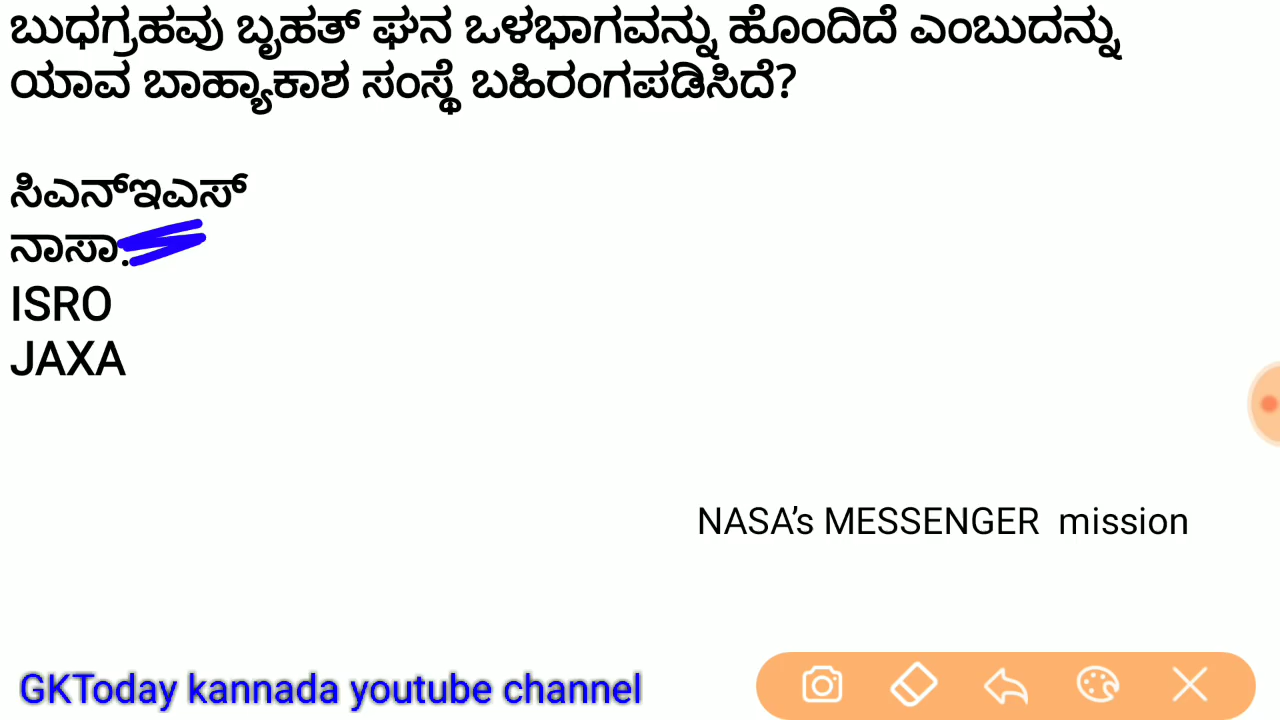 ಬುಧಗ್ರಹವು ಬೃಹತ್ ಘನ ಒಳಭಾಗವನ್ನು ಹೊಂದಿದೆ ಎಂಬುದನ್ನು
ಯಾವ ಬಾಹ್ಯಾಕಾಶ ಸಂಸ್ಥೆ ಬಹಿರಂಗಪಡಿಸಿದೆ?
ಸಿಎನ್ಇಎಸ್
ನಾಸಾ.
ISRO
JAXA
NASA’s MESSENGER mission
GKToday kannada youtube channel